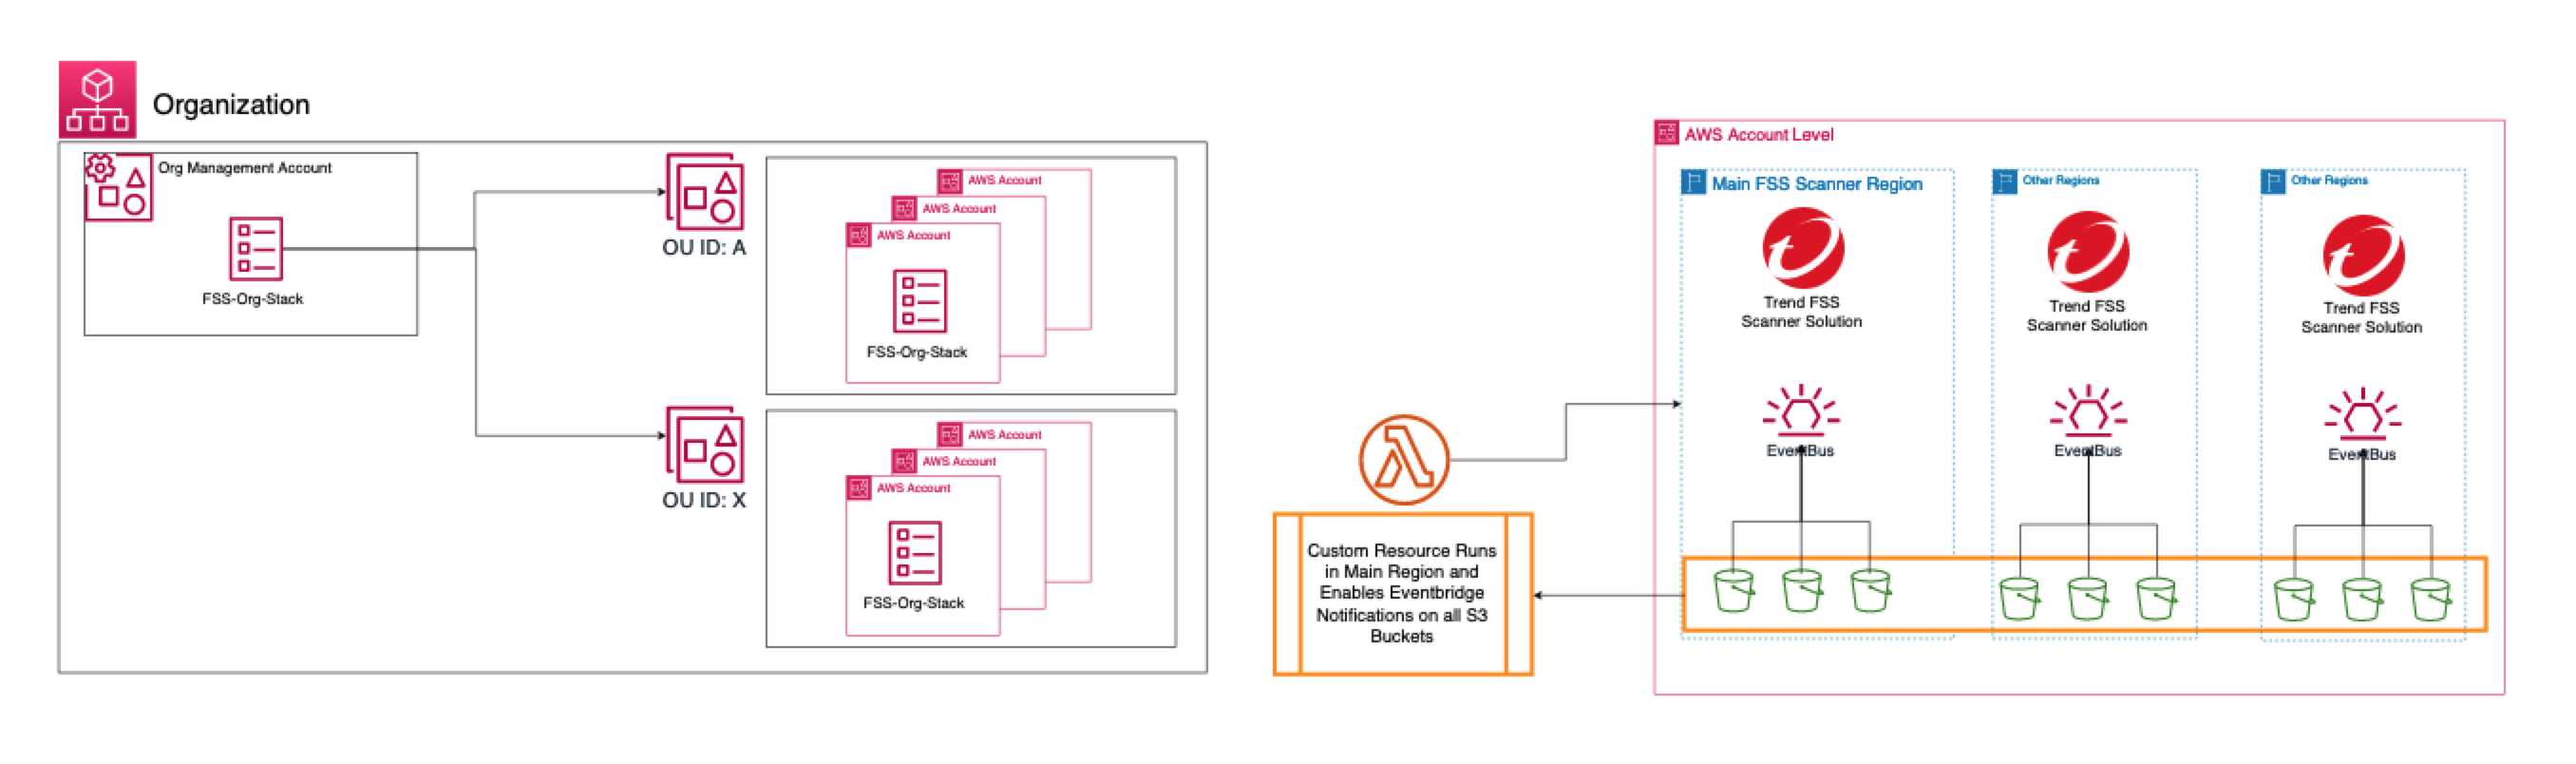 Organization
Org Management Account
FSS-Org-Stack
OU ID: A
AWS Account
AWS Account
AWS Account
FSS-Org-Stack
OU ID: X
AWS Account
AWS Account
AWS Account
FSS-Org-Stack
Custom Resource Runs
in Main Region and
Enables Eventbridge
Notifications on all S3
Buckets
AWS Account Level
Main FSS Scanner Region
Trend FSS
Scanner Solution
EventBus
Other Regions
Trend FSS
Scanner Solution
EventBus
Other Regions
Trend FSS
Scanner Solution
EventBus